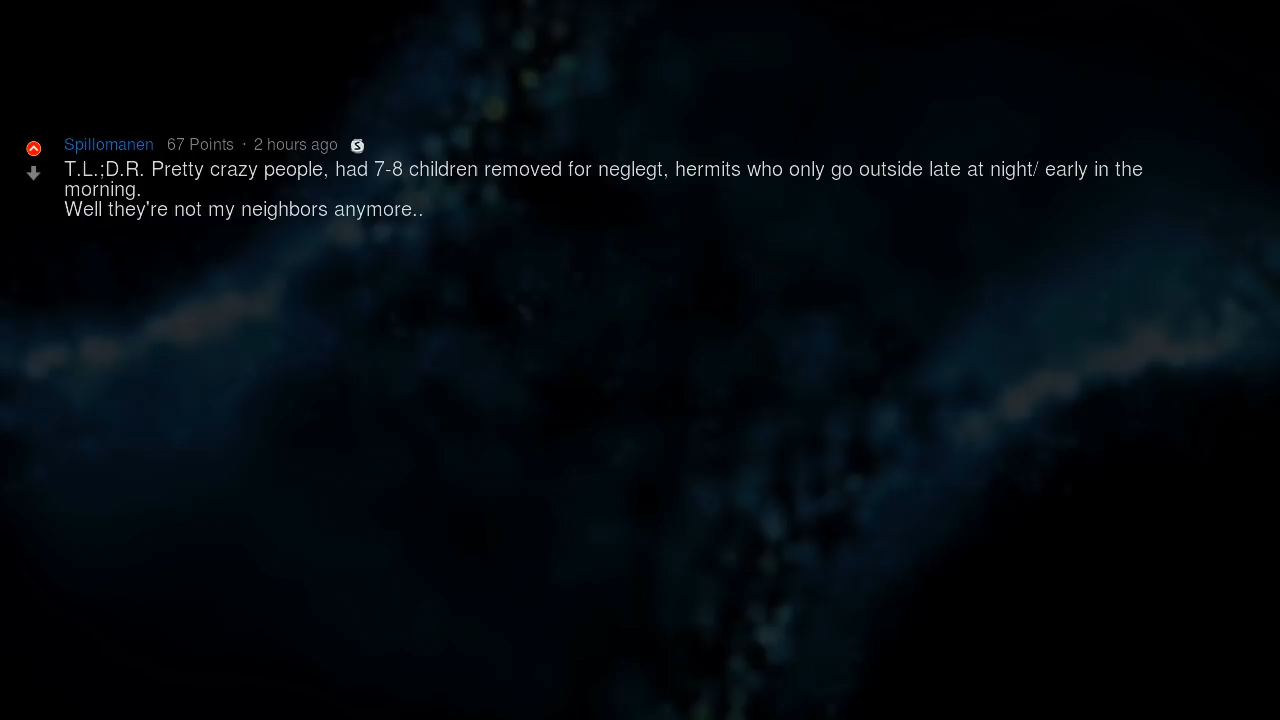 Spillomanen 67 Points · 2 hours ago
T.L.;D.R. Pretty crazy people, had 7-8 children removed for neglegt, hermits who only go outside late at night/ early in the
morning.
Well they're not my neighbors anymore..